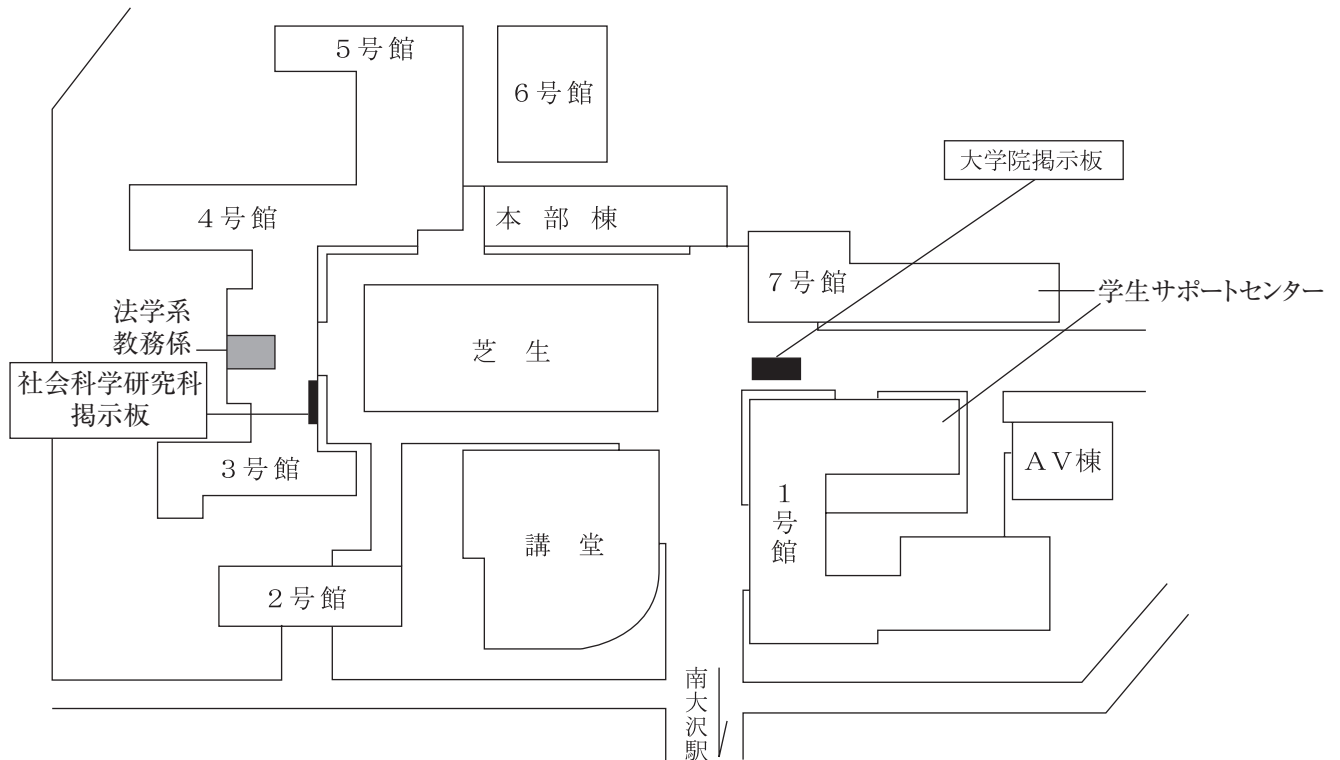 5号館
6号館
大学院掲示板
4号館
本部棟
7号館
学生サポートセンター
法学系
教務係
芝生
社会科学研究科
掲示板
3号館
AV棟
1号館
講堂
2号館
南大沢駅